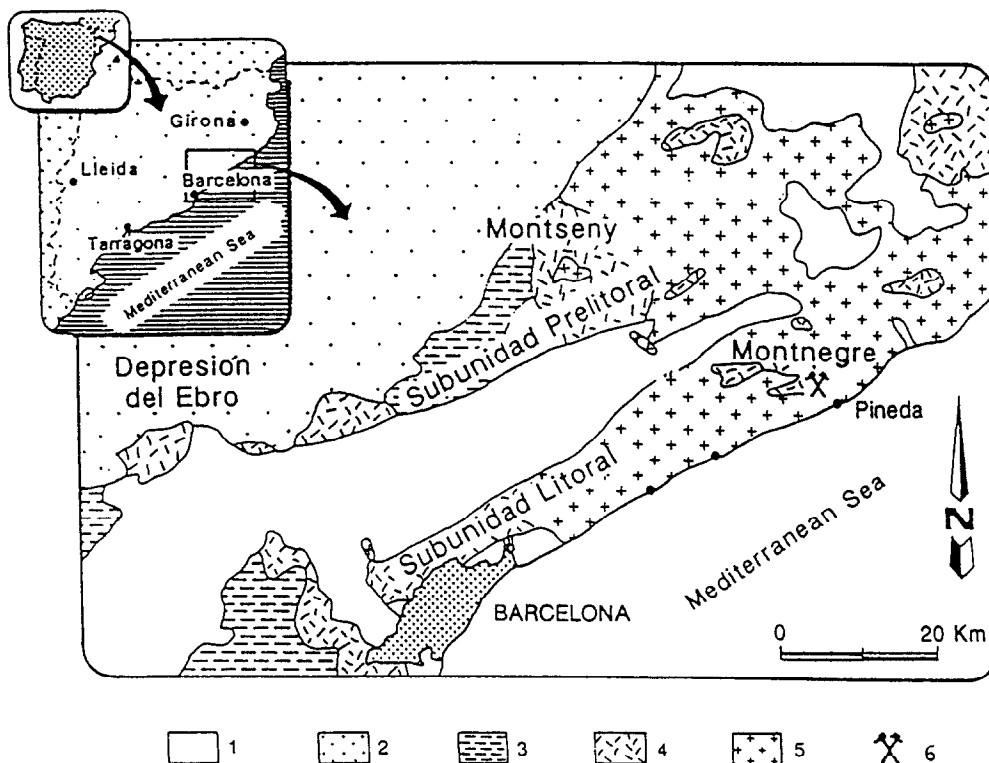 Girona
Lleida
Barcelona
Tarragona
Mediterranean Sea
Montseny
Subunidad Prelitoral
Depresión
del Ebro
Montnegre
Pineda
Subunidad Litoral
Mediterranean Sea
N
BARCELONA
0 20 Km
1 2 3 4 5 6